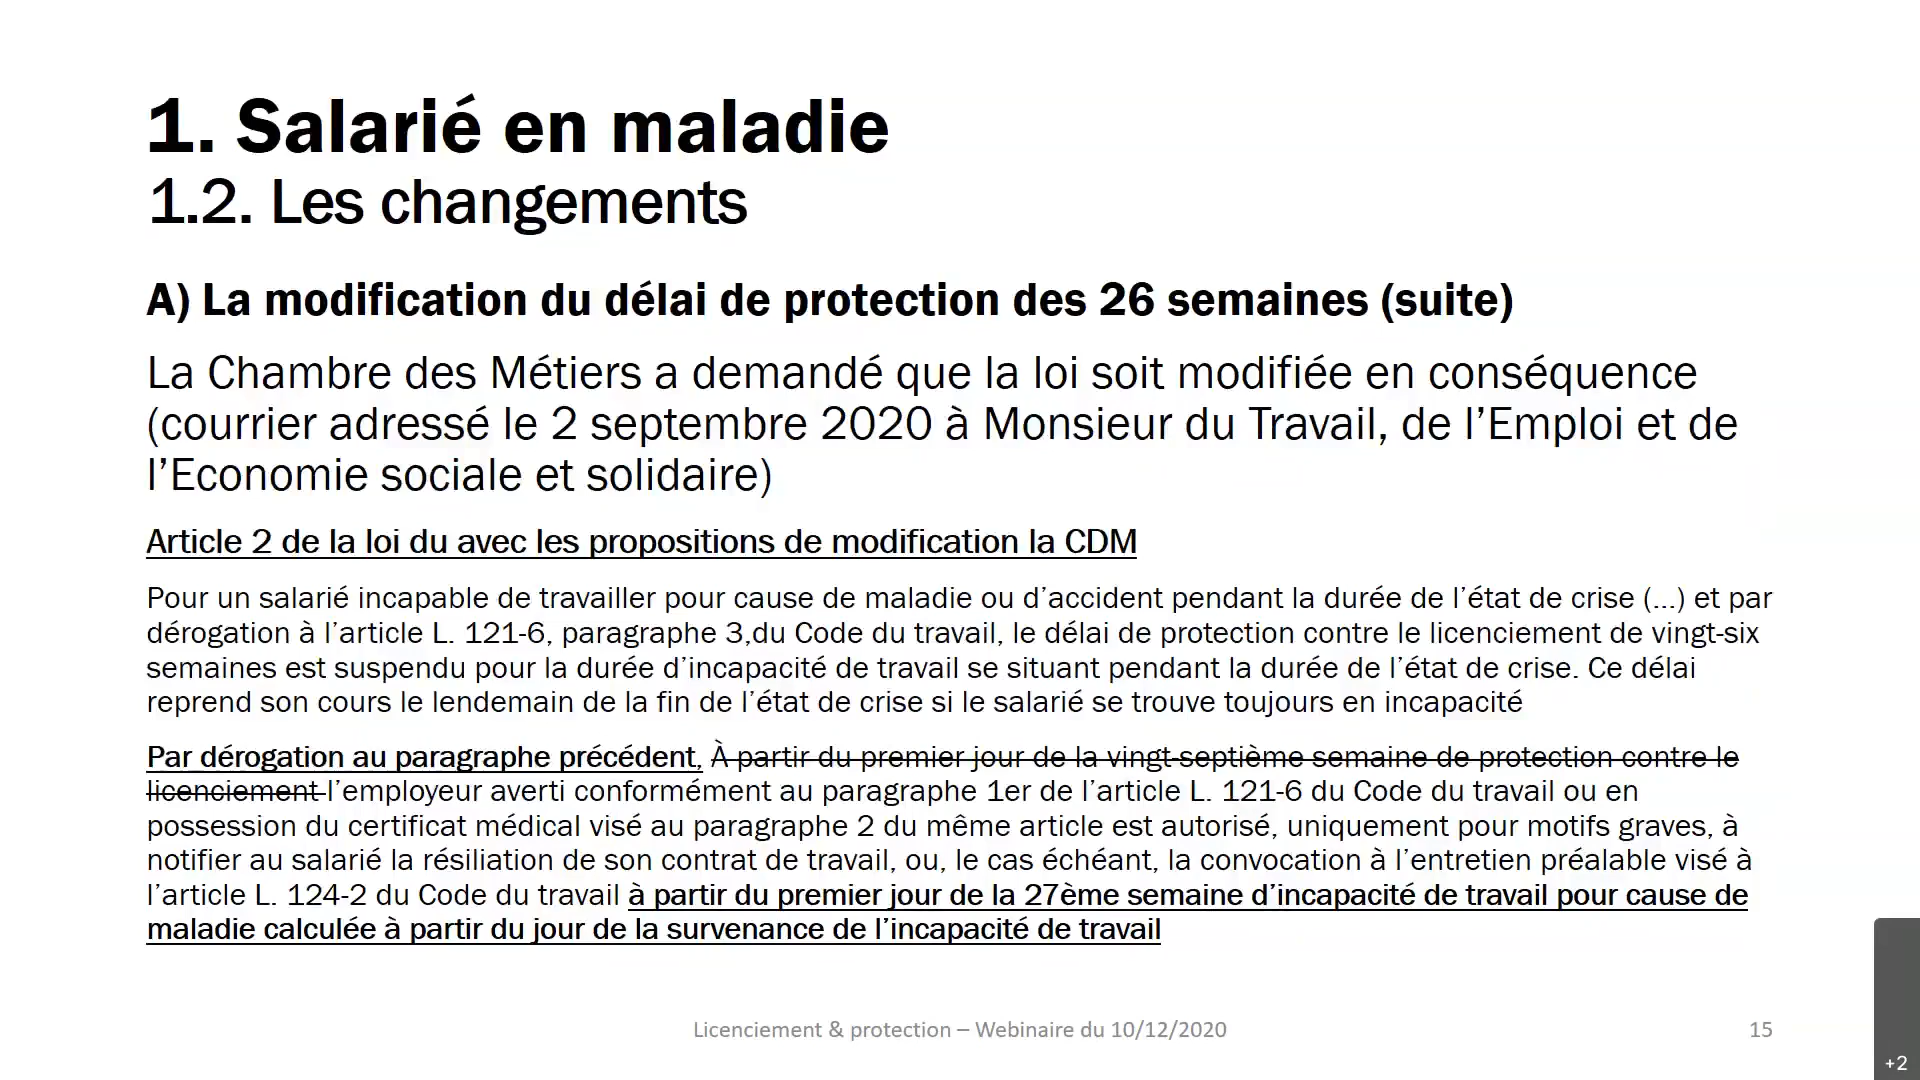 1. Salarié en maladie
1.2. Les changements
A) La modification du délai de protection des 26 semaines (suite)
La Chambre des Métiers a demandé que la loi soit modifiée en conséquence
(courrier adressé le 2 septembre 2020 à Monsieur du Travail, de l’Emploi et de
l’Economie sociale et solidaire)
Article 2 de la loi du avec les propositions de modification la CDM
Pour un salarié incapable de travailler pour cause de maladie ou d’accident pendant la durée de l’état de crise (…) et par
dérogation à l’article L. 121-6, paragraphe 3,du Code du travail, le délai de protection contre le licenciement de vingt-six
semaines est suspendu pour la durée d’incapacité de travail se situant pendant la durée de l’état de crise. Ce délai
reprend son cours le lendemain de la fin de l’état de crise si le salarié se trouve toujours en incapacité
Par dérogation au paragraphe précédent, À partir du premier jour de la vingt-septième semaine de protection contre le
licenciement l’employeur averti conformément au paragraphe 1er de l’article L. 121-6 du Code du travail ou en
possession du certificat médical visé au paragraphe 2 du même article est autorisé, uniquement pour motifs graves, à
notifier au salarié la résiliation de son contrat de travail, ou, le cas échéant, la convocation à l’entretien préalable visé à
l’article L. 124-2 du Code du travail à partir du premier jour de la 27ème semaine d’incapacité de travail pour cause de
maladie calculée à partir du jour de la survenance de l’incapacité de travail
Licenciement & protection – Webinaire du 10/12/2020
15
+2